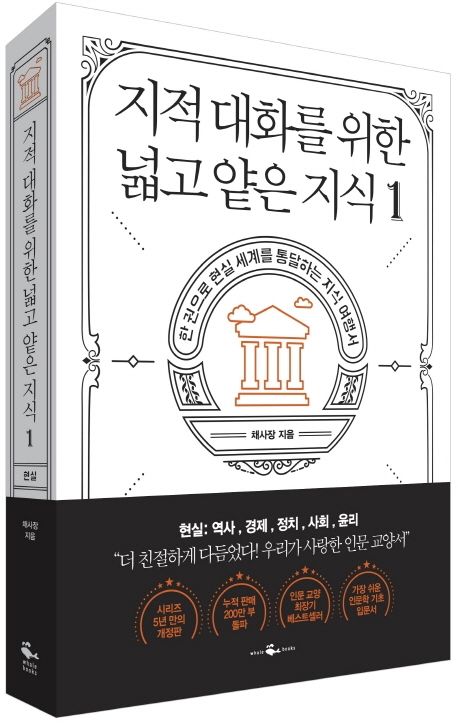 지적 대화를 위한 넓고 얕은 지식 1
현실
채사장
지음
whale
books
지적 대화를 위한
넓고 얕은 지식 1
한 권으로 현실 세계를 통달하는 지식 여행서
채사장 지음
현실: 역사 , 경제 , 정치 , 사회 , 윤리
“더 친절하게 다듬었다! 우리가 사랑한 인문 교양서”
시리즈
5년 만의
개정판
누적 판매
200만 부
돌파
인문 교양
최장기
베스트셀러
가장 쉬운
인문학 기초
입문서
whale books